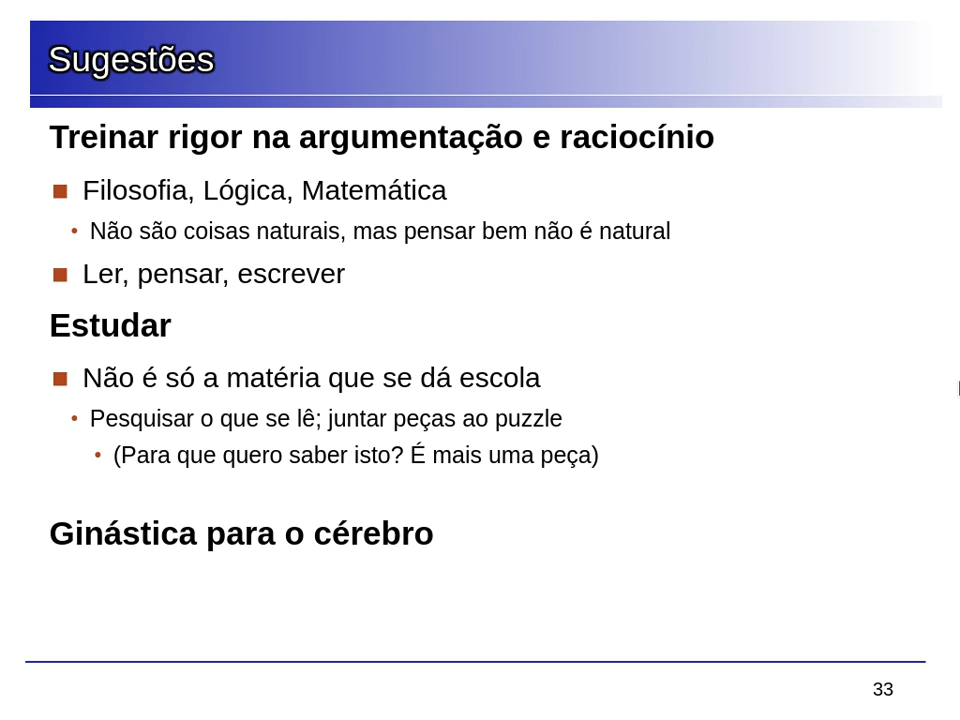 Sugestões
Treinar rigor na argumentação e raciocínio
Filosofia, Lógica, Matemática
Não são coisas naturais, mas pensar bem não é natural
Ler, pensar, escrever
Estudar
Não é só a matéria que se dá escola
Pesquisar o que se lê; juntar peças ao puzzle
(Para que quero saber isto? É mais uma peça)
Ginástica para o cérebro
33